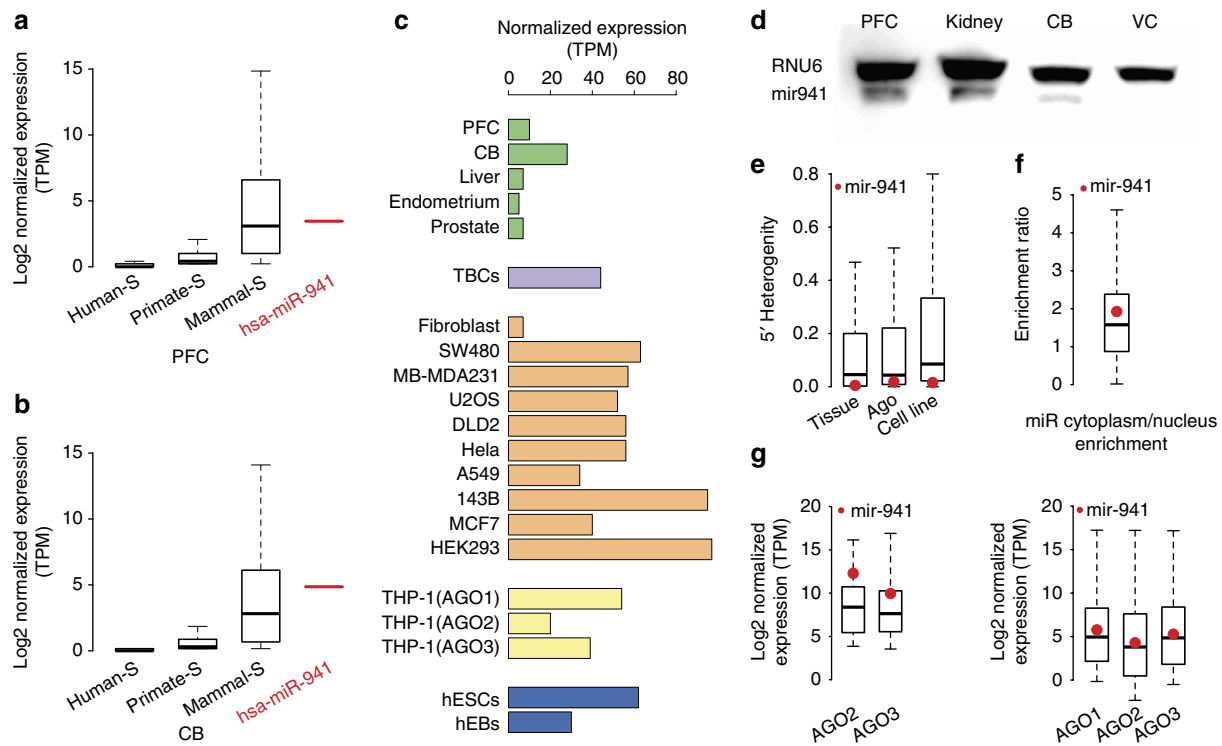 a
Log2 normalized expression
(TPM)
15
10
5
0
Human-S
Primate-S
Mammal-S
hsa-miR-941
PFC
b
Log2 normalized expression
(TPM)
15
10
5
0
Human-S
Primate-S
Mammal-S
hsa-miR-941
CB
c
Normalized expression
(TPM)
0 20 40 60 80
PFC
CB
Liver
Endometrium
Prostate
TBCs
Fibroblast
SW480
MB-MDA231
U2OS
DLD2
Hela
A549
143B
MCF7
HEK293
THP-1(AGO1)
THP-1(AGO2)
THP-1(AGO3)
hESCs
hEBs
d
PFC Kidney CB VC
RNU6
mir941
e
5′ Heterogenity
0.8
0.6
0.4
0.2
0.0
mir-941
Tissue
Ago
Cell line
f
Enrichment ratio
5
4
3
2
1
0
mir-941
miR cytoplasm/nucleus
enrichment
g
Log2 normalized
expression (TPM)
20
15
10
5
0
mir-941
AGO2
AGO3
Log2 normalized
expression (TPM)
20
15
10
5
0
mir-941
AGO1
AGO2
AGO3